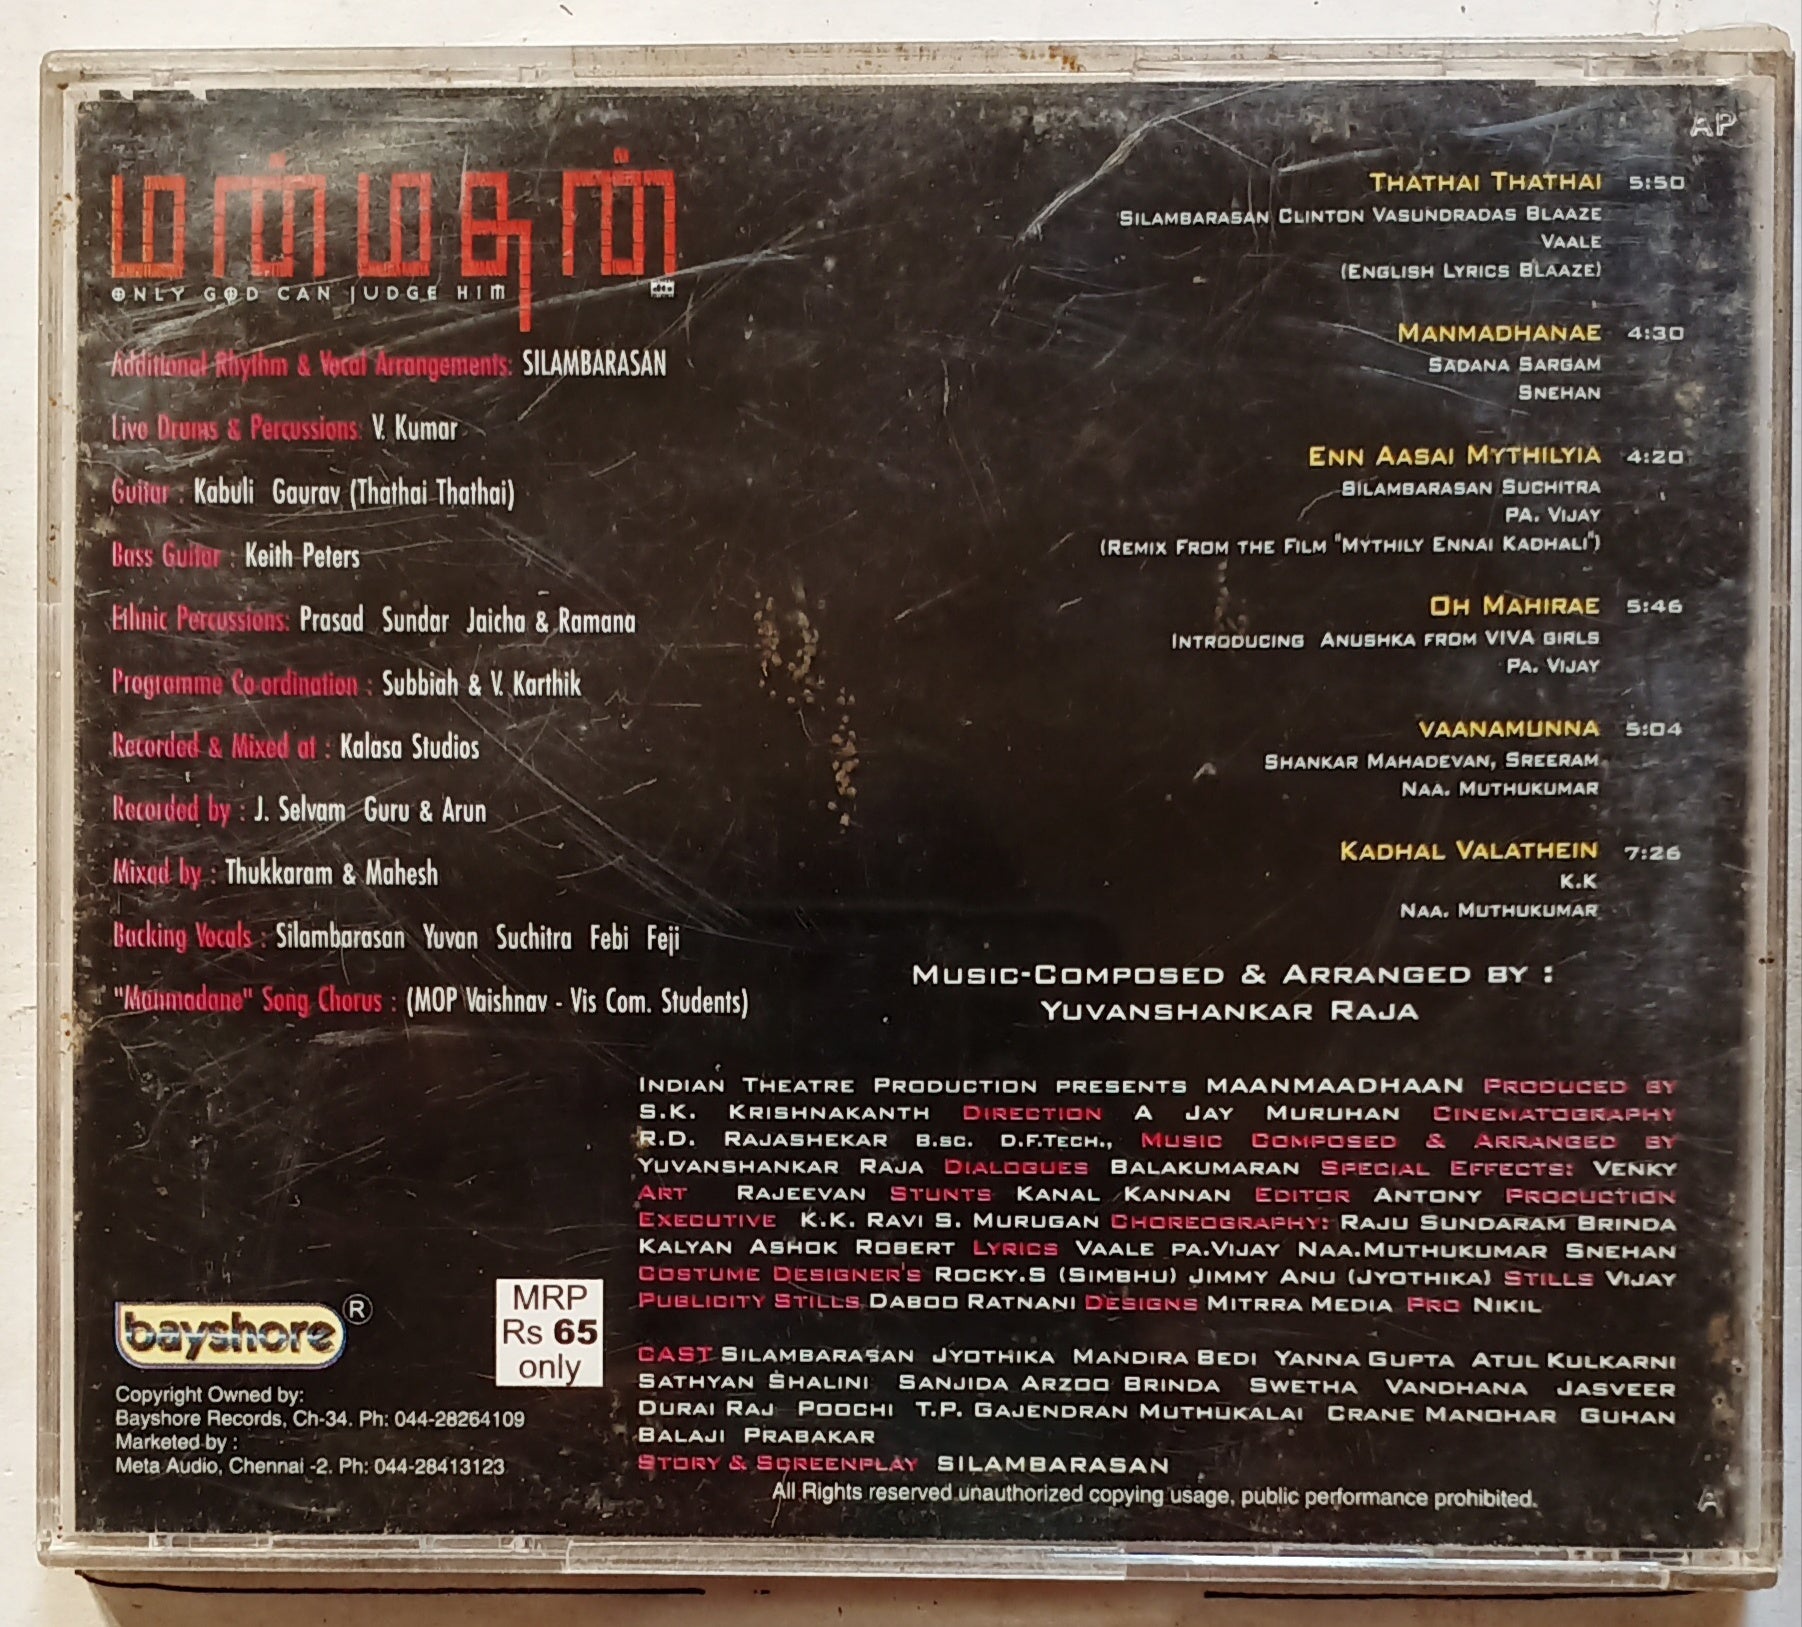 மன்மதன்
ONLY GOD CAN JUDGE HIM
dts
Additional Rhythm & Vocal Arrangements: SILAMBARASAN
Live Drums & Percussions: V. Kumar
Guitar : Kabuli Gaurav (Thathai Thathai)
Bass Guitar : Keith Peters
Ethnic Percussions: Prasad Sundar Jaicha & Ramana
Programme Co-ordination : Subbiah & V. Karthik
Recorded & Mixed at : Kalasa Studios
Recorded by : J. Selvam Guru & Arun
Mixed by : Thukkaram & Mahesh
Backing Vocals : Silambarasan Yuvan Suchitra Febi Feji
"Manmadane" Song Chorus : (MOP Vaishnav - Vis Com. Students)
AP
THATHAI THATHAI 5:50
SILAMBARASAN CLINTON VASUNDRADAS BLAAZE
VAALE
(ENGLISH LYRICS BLAAZE)
MANMADHANAE 4:30
SADANA SARGAM
SNEHAN
ENN AASAI MYTHILYIA 4:20
SILAMBARASAN SUCHITRA
PA. VIJAY
(REMIX FROM THE FILM "MYTHILY ENNAI KADHALI")
OH MAHIRAE 5:46
INTRODUCING ANUSHKA FROM VIVA GIRLS
PA. VIJAY
VAANAMUNNA 5:04
SHANKAR MAHADEVAN, SREERAM
NAA. MUTHUKUMAR
KADHAL VALATHEIN 7:26
K.K
NAA. MUTHUKUMAR
MUSIC-COMPOSED & ARRANGED BY :
YUVANSHANKAR RAJA
INDIAN THEATRE PRODUCTION PRESENTS MAANMAADHAAN PRODUCED BY
S.K. KRISHNAKANTH DIRECTION A JAY MURUHAN CINEMATOGRAPHY
R.D. RAJASHEKAR B.SC. D.F.TECH., MUSIC COMPOSED & ARRANGED BY
YUVANSHANKAR RAJA DIALOGUES BALAKUMARAN SPECIAL EFFECTS: VENKY
ART RAJEEVAN STUNTS KANAL KANNAN EDITOR ANTONY PRODUCTION
EXECUTIVE K.K. RAVI S. MURUGAN CHOREOGRAPHY: RAJU SUNDARAM BRINDA
KALYAN ASHOK ROBERT LYRICS VAALE PA.VIJAY NAA.MUTHUKUMAR SNEHAN
COSTUME DESIGNER'S ROCKY.S (SIMBHU) JIMMY ANU (JYOTHIKA) STILLS VIJAY
PUBLICITY STILLS DABOO RATNANI DESIGNS MITRRA MEDIA PRO NIKIL
CAST SILAMBARASAN JYOTHIKA MANDIRA BEDI YANNA GUPTA ATUL KULKARNI
SATHYAN SHALINI SANJIDA ARZOO BRINDA SWETHA VANDHANA JASVEER
DURAI RAJ POOCHI T.P. GAJENDRAN MUTHUKALAI CRANE MANOHAR GUHAN
BALAJI PRABAKAR
STORY & SCREENPLAY SILAMBARASAN
All Rights reserved unauthorized copying usage, public performance prohibited.
A
bayshore ®
MRP
Rs 65
only
Copyright Owned by:
Bayshore Records, Ch-34. Ph: 044-28264109
Marketed by :
Meta Audio, Chennai -2. Ph: 044-28413123